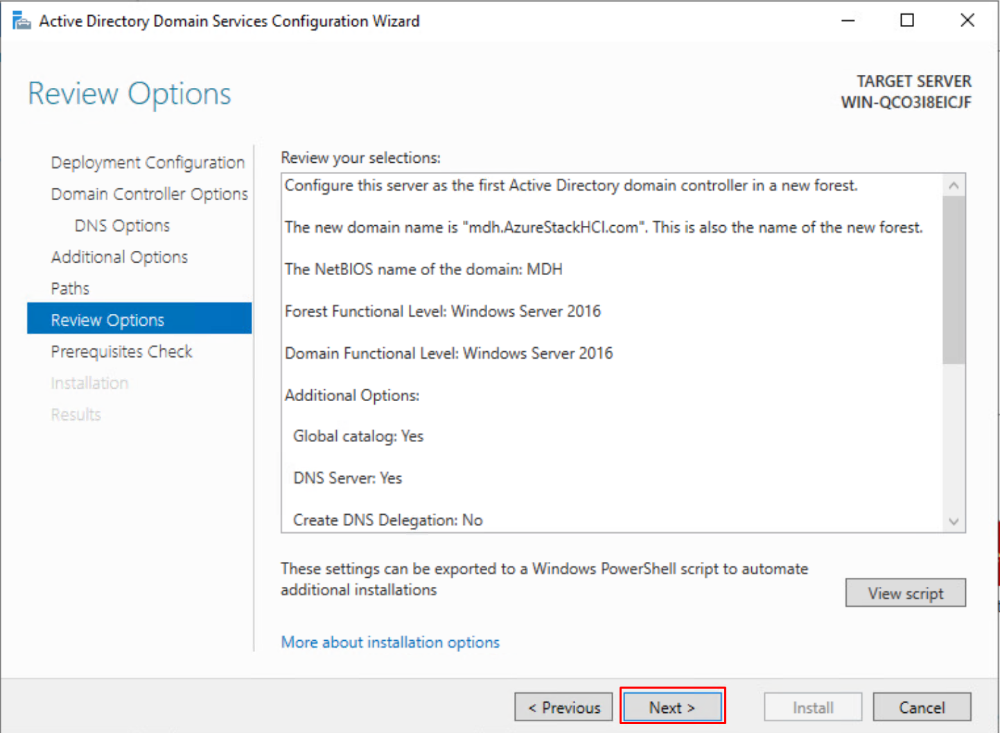 Active Directory Domain Services Configuration Wizard
Review Options
TARGET SERVER
WIN-QCO3I8EICJF
Deployment Configuration
Domain Controller Options
DNS Options
Additional Options
Paths
Review Options
Prerequisites Check
Installation
Results
Review your selections:
Configure this server as the first Active Directory domain controller in a new forest.
The new domain name is "mdh.AzureStackHCI.com". This is also the name of the new forest.
The NetBIOS name of the domain: MDH
Forest Functional Level: Windows Server 2016
Domain Functional Level: Windows Server 2016
Additional Options:
Global catalog: Yes
DNS Server: Yes
Create DNS Delegation: No
These settings can be exported to a Windows PowerShell script to automate
additional installations
View script
More about installation options
< Previous
Next >
Install
Cancel